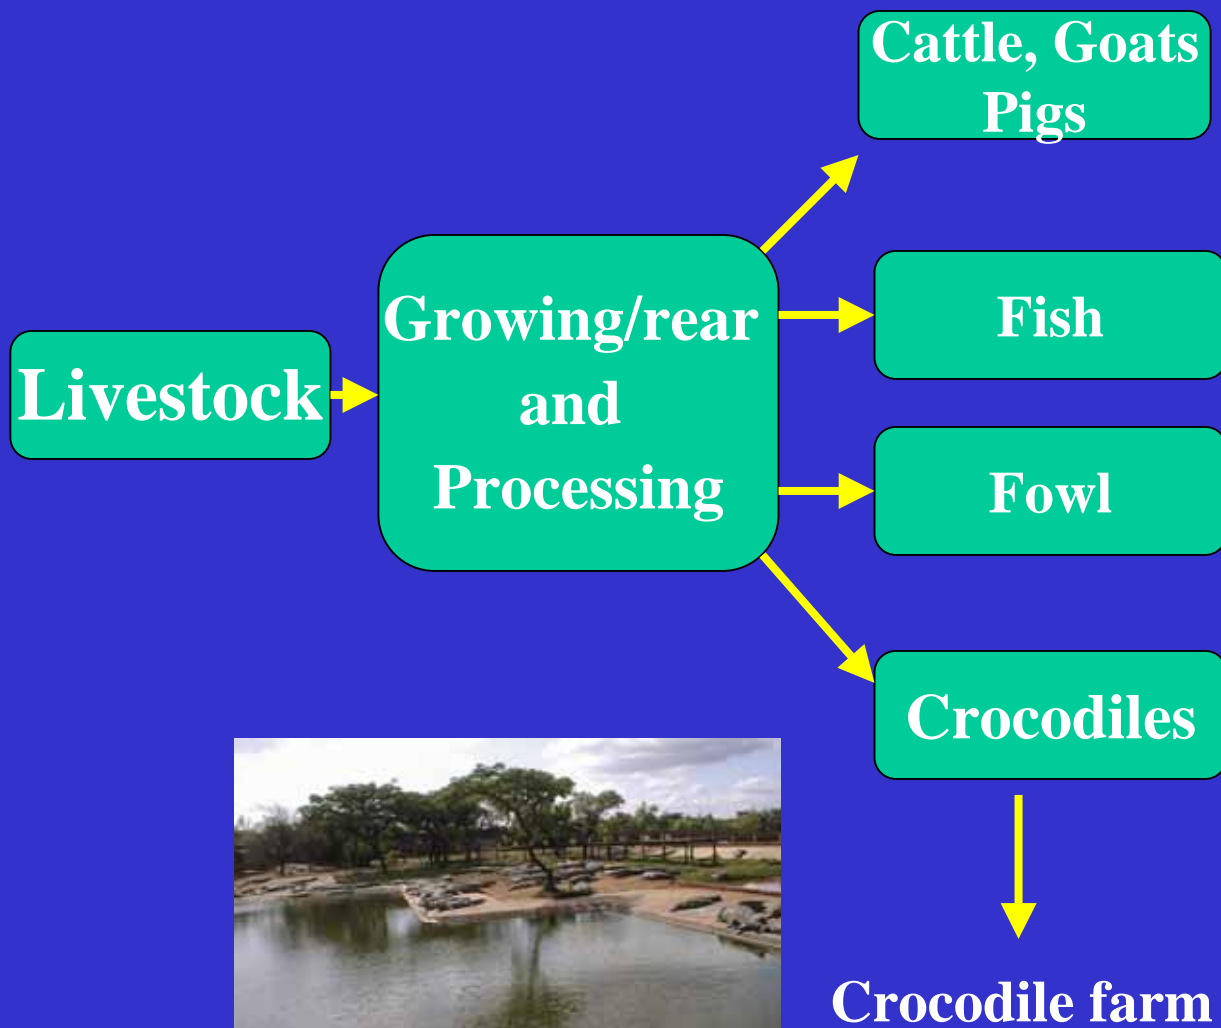 Cattle, Goats
Pigs
Livestock
Growing/rear
and
Processing
Fish
Fowl
Crocodiles
Crocodile farm